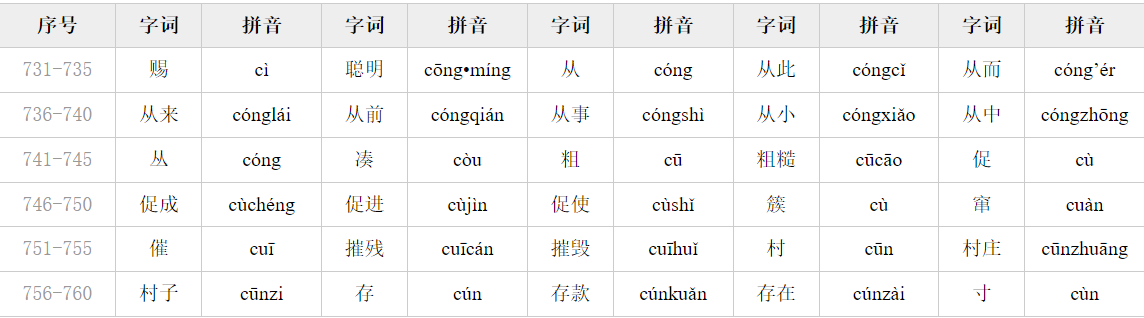 序号 字词 拼音 字词 拼音 字词 拼音 字词 拼音 字词 拼音
731-735 赐 cì 聪明 cōng•míng 从 cóng 从此 cóngcǐ 从而 cóng’ér
736-740 从来 cónglái 从前 cóngqián 从事 cóngshì 从小 cóngxiǎo 从中 cóngzhōng
741-745 丛 cóng 凑 còu 粗 cū 粗糙 cūcāo 促 cù
746-750 促成 cùchéng 促进 cùjìn 促使 cùshǐ 簇 cù 窜 cuàn
751-755 催 cuī 摧残 cuīcán 摧毁 cuīhuǐ 村 cūn 村庄 cūnzhuāng
756-760 村子 cūnzi 存 cún 存款 cúnkuǎn 存在 cúnzài 寸 cùn